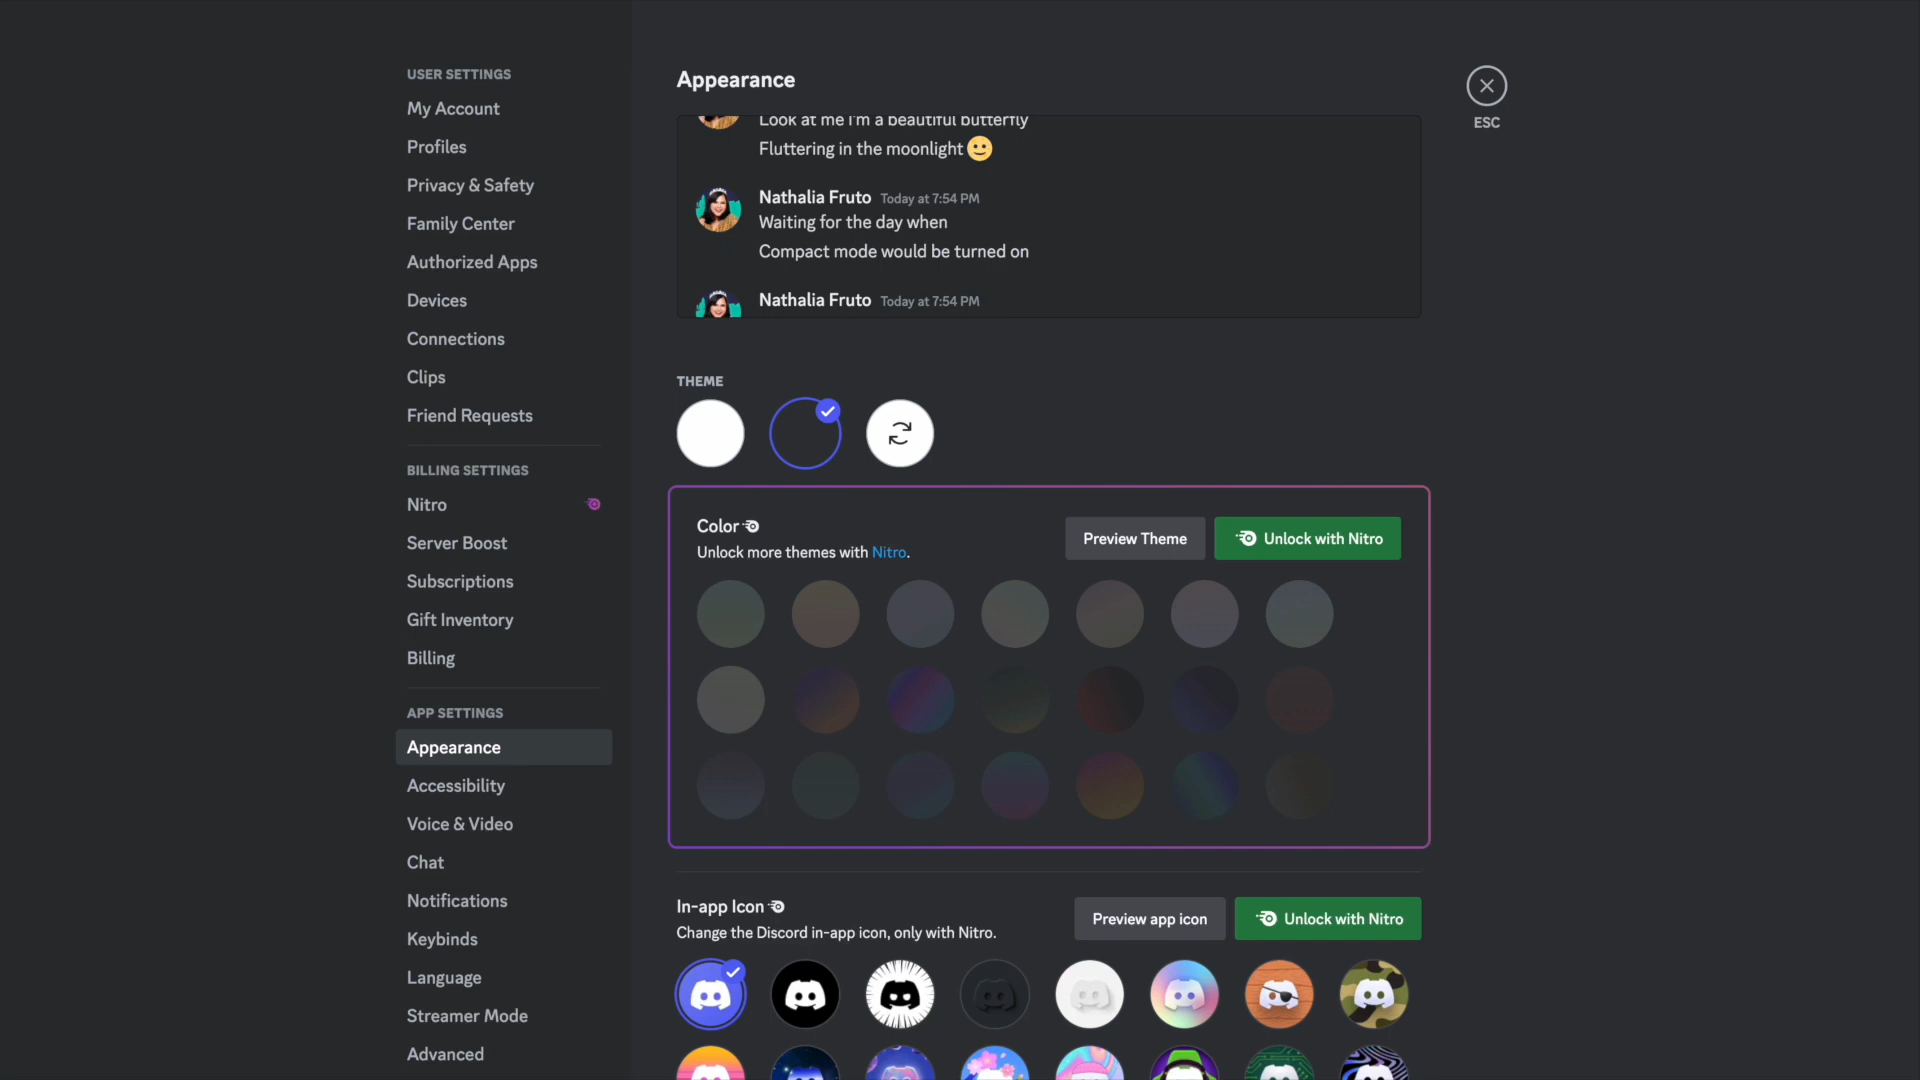 USER SETTINGS
My Account
Profiles
Privacy & Safety
Family Center
Authorized Apps
Devices
Connections
Clips
Friend Requests
BILLING SETTINGS
Nitro
Server Boost
Subscriptions
Gift Inventory
Billing
APP SETTINGS
Appearance
Accessibility
Voice & Video
Chat
Notifications
Keybinds
Language
Streamer Mode
Advanced
Appearance
Look at me I'm a beautiful butterfly
Fluttering in the moonlight
Nathalia Fruto Today at 7:54 PM
Waiting for the day when
Compact mode would be turned on
Nathalia Fruto Today at 7:54 PM
ESC
THEME
Color
Unlock more themes with Nitro.
Preview Theme
Unlock with Nitro
In-app Icon
Change the Discord in-app icon, only with Nitro.
Preview app icon
Unlock with Nitro